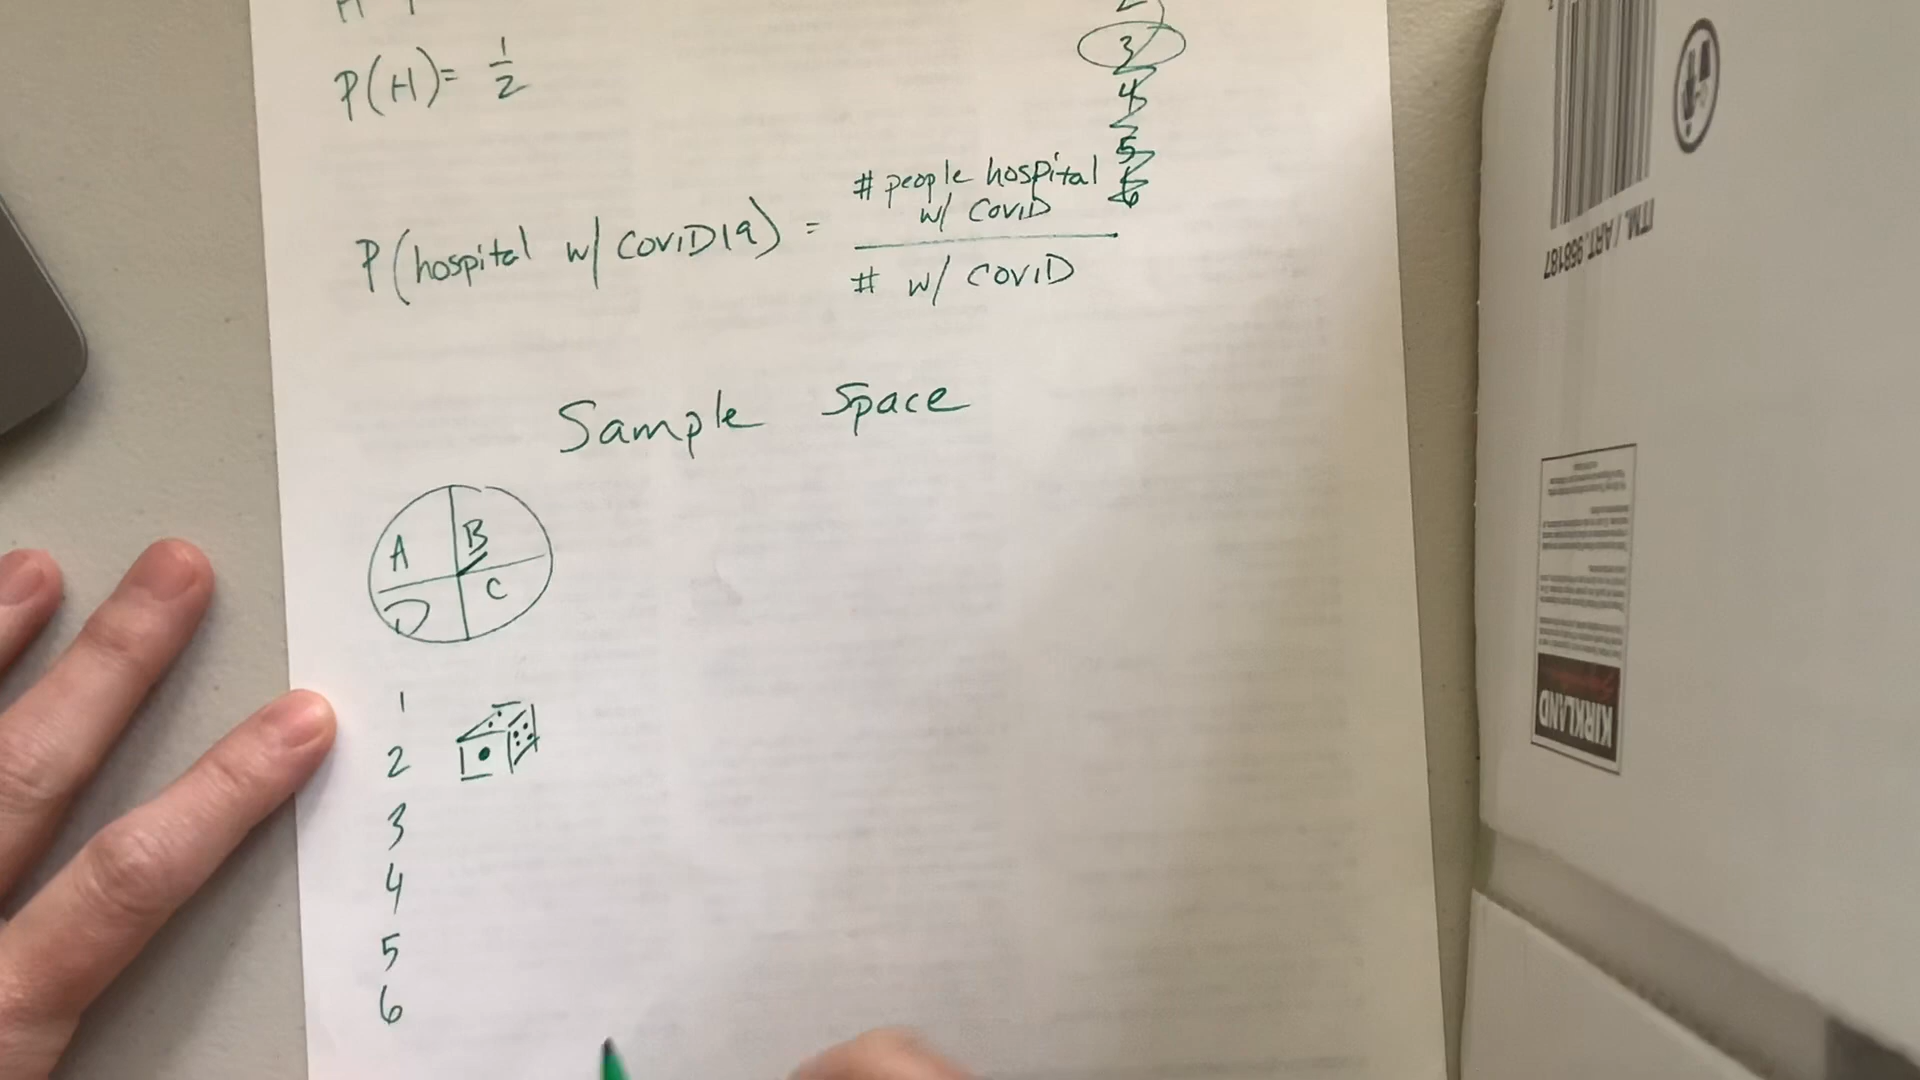 P(H) = 1/2
2
3
4
5
6
P(hospital w/ COVID19) = # people hospital w/ COVID / # w/ COVID
Sample Space
A B
D C
1
2
3
4
5
6
ITM. / ART. 968187
KIRKLAND